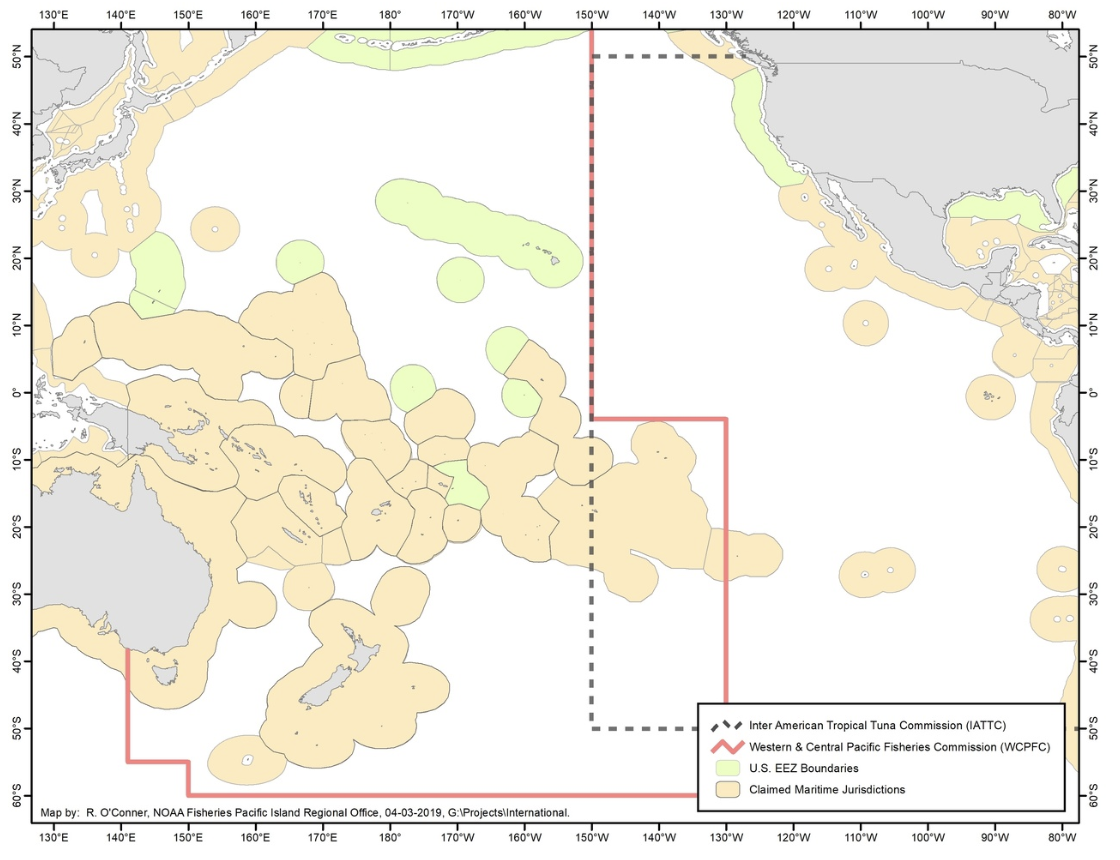 130°E 140°E 150°E 160°E 170°E 180° 170°W 160°W 150°W 140°W 130°W 120°W 110°W 100°W 90°W 80°W
50°N 50°N
40°N 40°N
30°N 30°N
20°N 20°N
10°N 10°N
0° 0°
10°S 10°S
20°S 20°S
30°S 30°S
40°S 40°S
50°S 50°S
60°S 60°S
Inter American Tropical Tuna Commission (IATTC)
Western & Central Pacific Fisheries Commission (WCPFC)
U.S. EEZ Boundaries
Claimed Maritime Jurisdictions
Map by: R. O'Conner, NOAA Fisheries Pacific Island Regional Office, 04-03-2019, G:\Projects\International.
130°E 140°E 150°E 160°E 170°E 180° 170°W 160°W 150°W 140°W 130°W 120°W 110°W 100°W 90°W 80°W